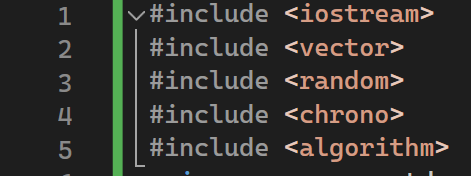 1 #include <iostream>
2 #include <vector>
3 #include <random>
4 #include <chrono>
5 #include <algorithm>